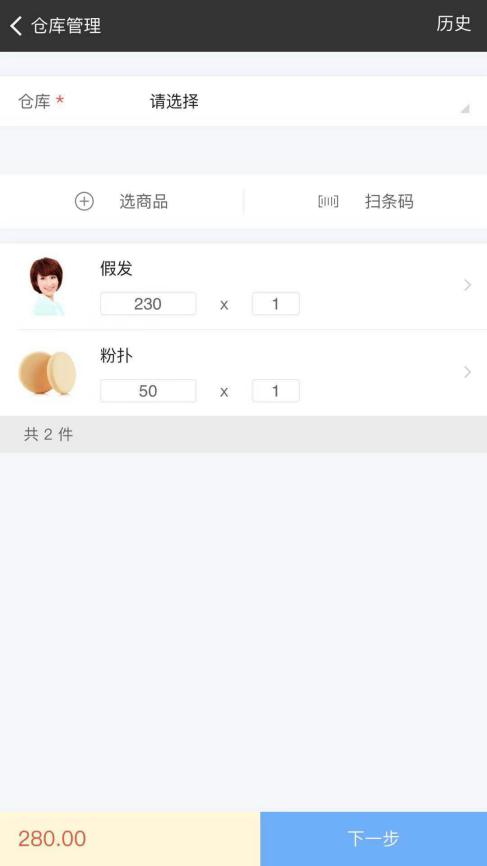 仓库管理 历史
仓库 * 请选择
选商品 扫条码
假发
230 x 1
粉扑
50 x 1
共 2 件
280.00 下一步